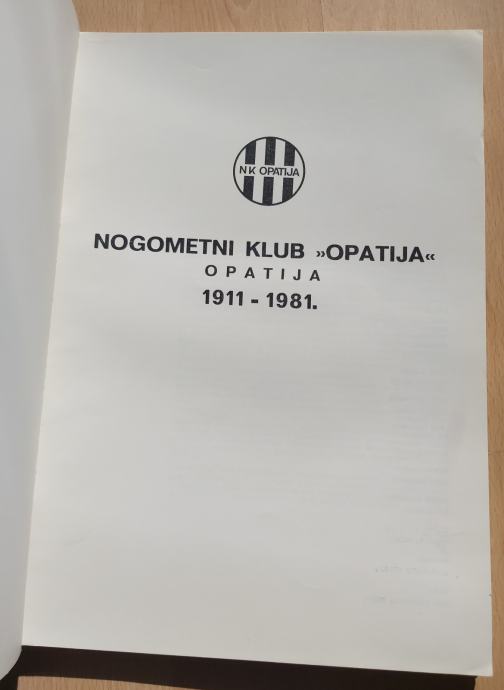 NK OPATIJA
NOGOMETNI KLUB »OPATIJA«
OPATIJA
1911 - 1981.